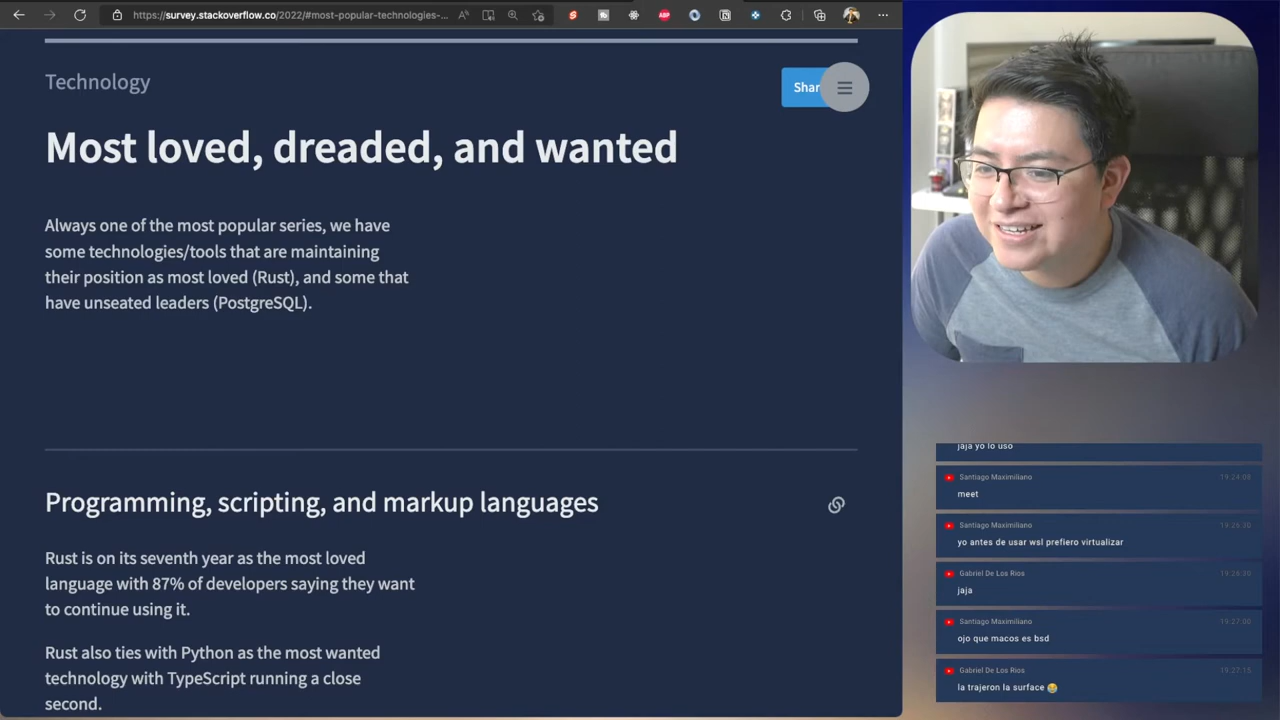 https://survey.stackoverflow.co/2022/#most-popular-technologies-...
Technology
Shar
Most loved, dreaded, and wanted
Always one of the most popular series, we have
some technologies/tools that are maintaining
their position as most loved (Rust), and some that
have unseated leaders (PostgreSQL).
Programming, scripting, and markup languages
Rust is on its seventh year as the most loved
language with 87% of developers saying they want
to continue using it.
Rust also ties with Python as the most wanted
technology with TypeScript running a close
second.
jaja yo lo uso
Santiago Maximiliano
meet
Santiago Maximiliano
yo antes de usar wsl prefiero virtualizar
Gabriel De Los Rios
jaja
Santiago Maximiliano 19:27:00
ojo que macos es bsd
Gabriel De Los Rios 19:27:15
la trajeron la surface 😂